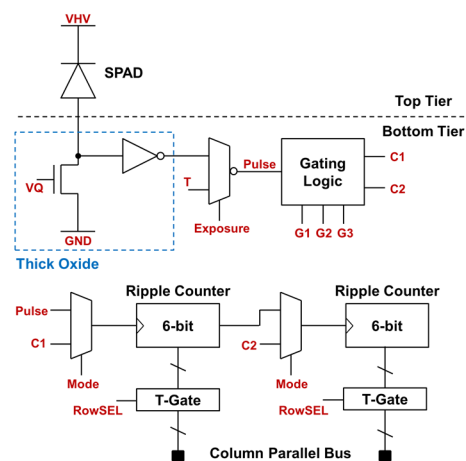 VHV
SPAD
Top Tier
Bottom Tier
VQ
GND
Thick Oxide
T
Exposure
Pulse
Gating
Logic
C1
C2
G1 G2 G3
Ripple Counter
Ripple Counter
Pulse
C1
Mode
6-bit
C2
Mode
6-bit
RowSEL
T-Gate
RowSEL
T-Gate
Column Parallel Bus